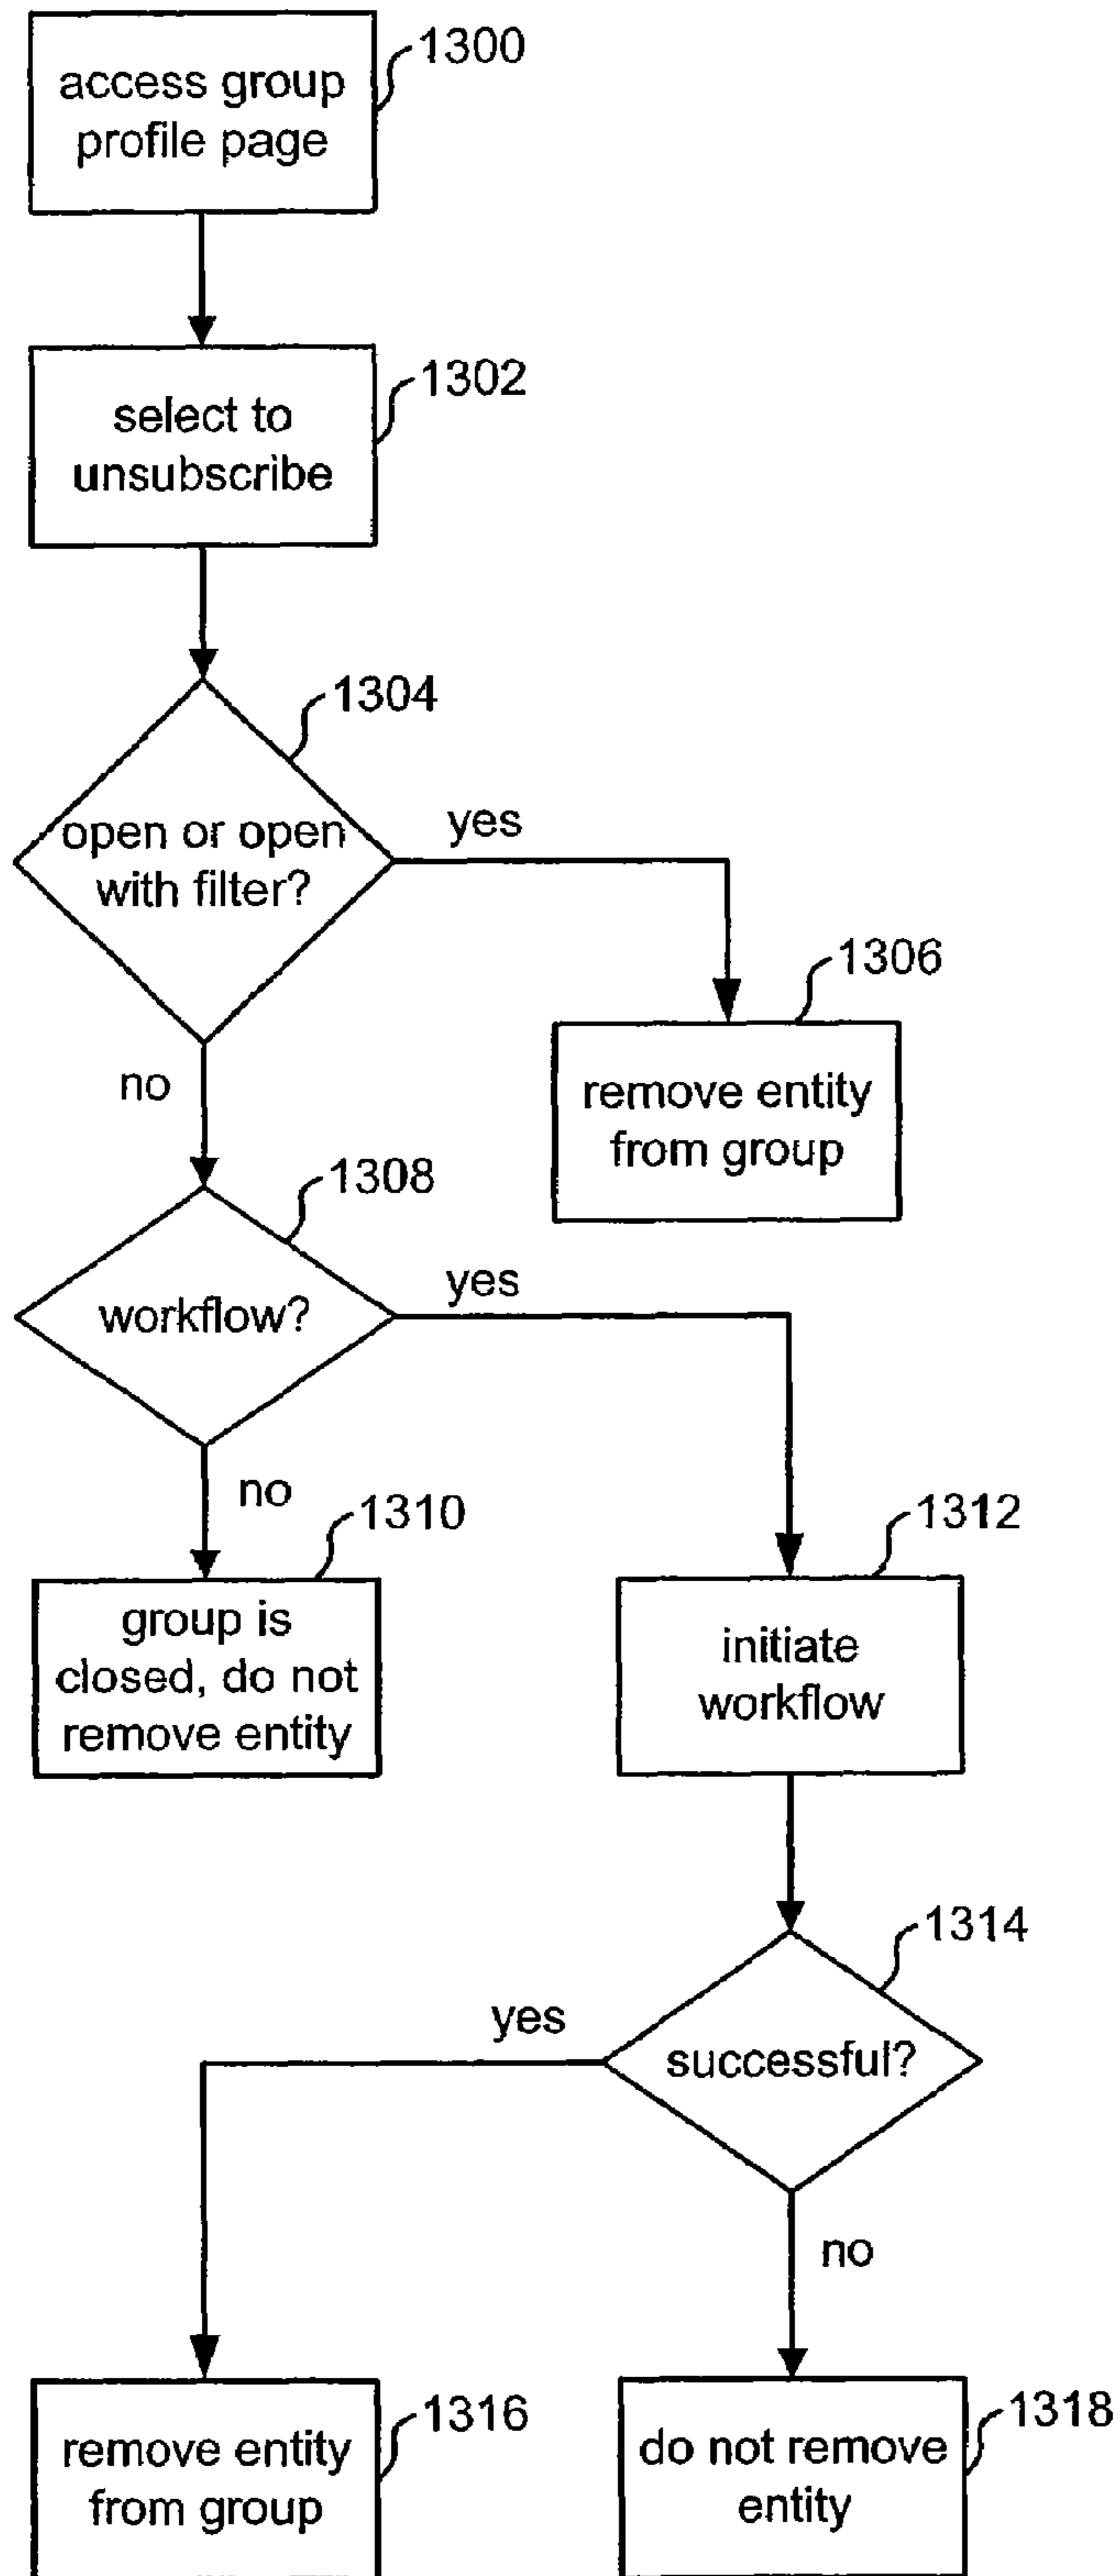 access group
profile page
1300
select to
unsubscribe
1302
1304
open or open
with filter?
yes
1306
remove entity
from group
no
1308
workflow?
yes
no
1310
group is
closed, do not
remove entity
1312
initiate
workflow
1314
successful?
yes
no
1316
remove entity
from group
1318
do not remove
entity